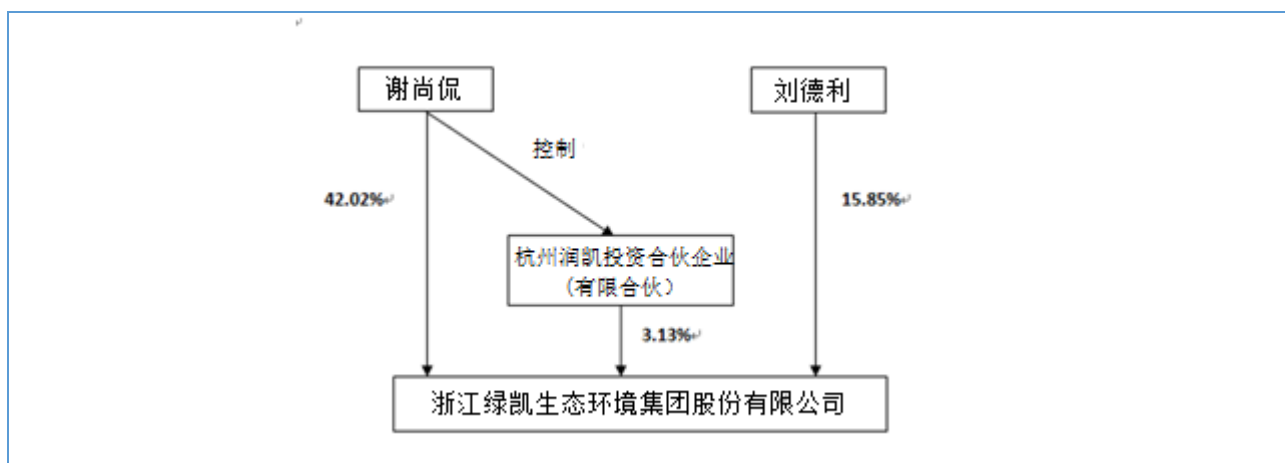 谢尚侃
刘德利
控制
42.02%
15.85%
杭州润凯投资合伙企业
（有限合伙）
3.13%
浙江绿凯生态环境集团股份有限公司